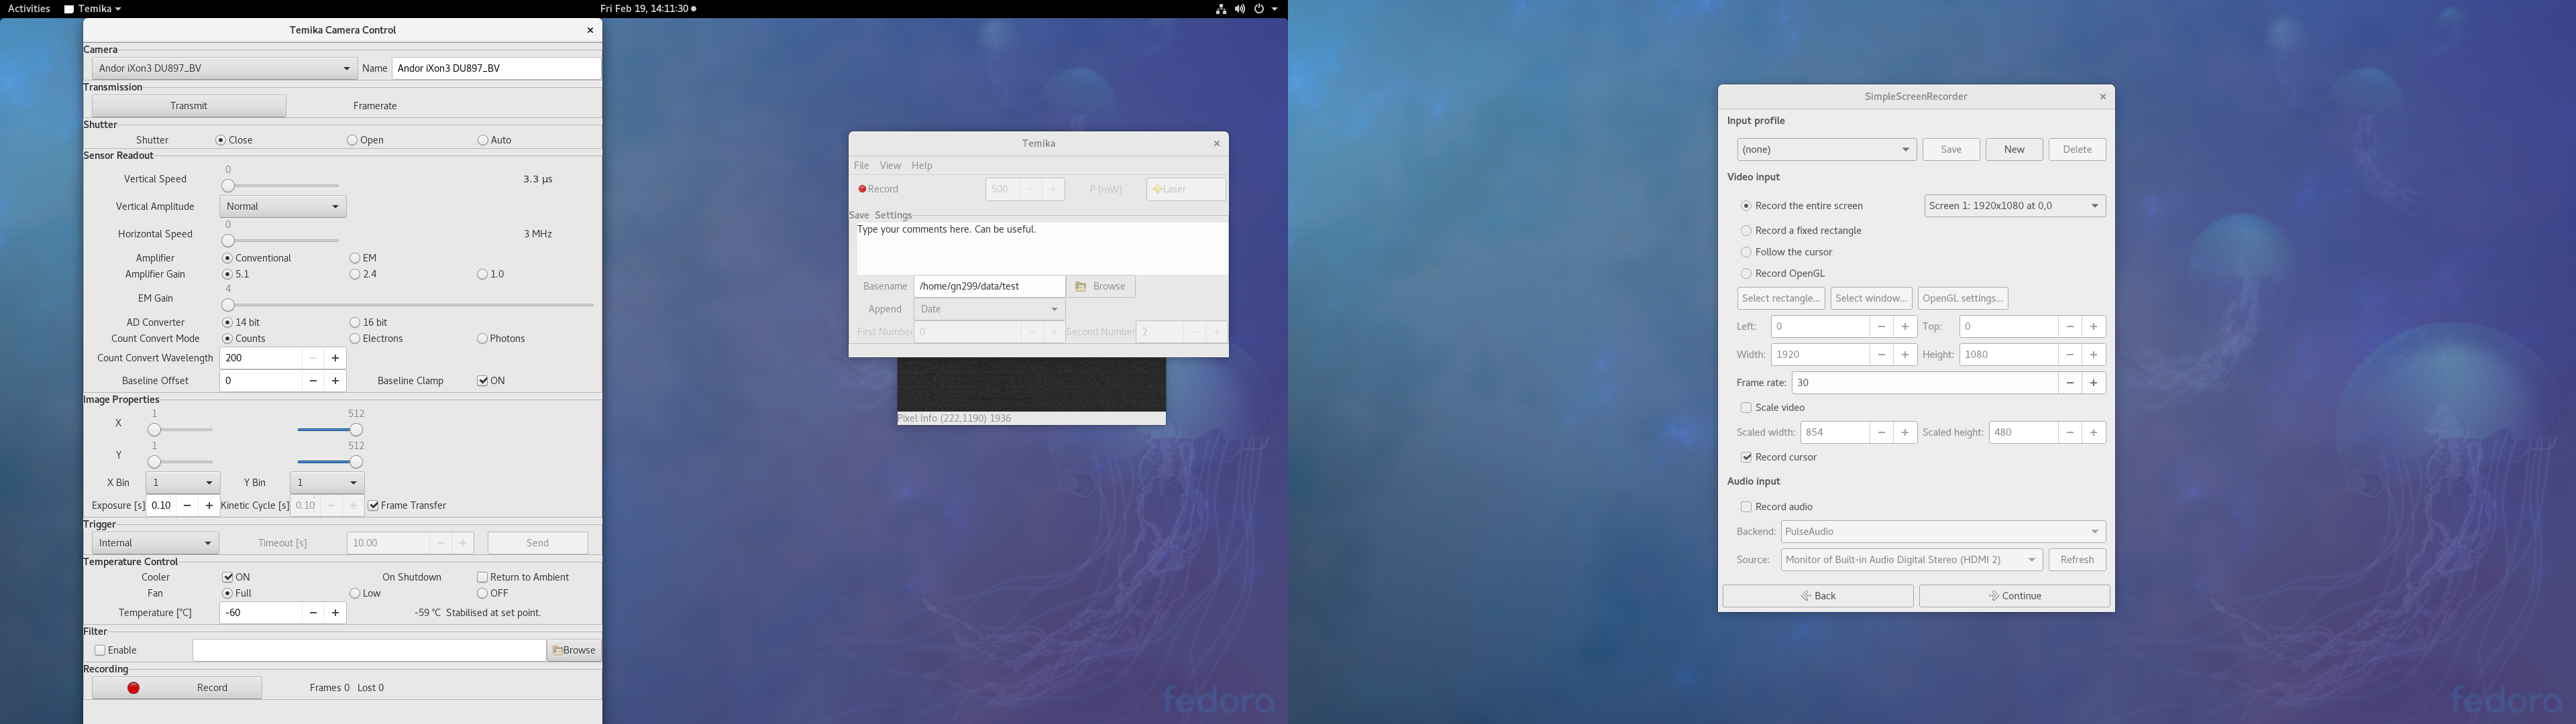 Activities Temika Fri Feb 19, 14:11:30
Temika Camera Control
Camera
Andor iXon3 DU897_BV Name Andor iXon3 DU897_BV
Transmission
Transmit Framerate
Shutter
Shutter Close Open Auto
Sensor Readout
0
Vertical Speed 3.3 µs
Vertical Amplitude Normal
0
Horizontal Speed 3 MHz
Amplifier Conventional EM
Amplifier Gain 5.1 2.4 1.0
4
EM Gain
AD Converter 14 bit 16 bit
Count Convert Mode Counts Electrons Photons
Count Convert Wavelength 200 − +
Baseline Offset 0 − + Baseline Clamp ON
Image Properties
1 512
X
1 512
Y
X Bin 1 Y Bin 1
Exposure [s] 0.10 − + Kinetic Cycle [s] 0.10 − + Frame Transfer
Trigger
Internal Timeout [s] 10.00 − + Send
Temperature Control
Cooler ON On Shutdown Return to Ambient
Fan Full Low OFF
Temperature [°C] -60 − + -59 °C Stabilised at set point.
Filter
Enable Browse
Recording
Record Frames 0 Lost 0
Temika
File View Help
Record 500 − + P [mW] Laser
Save Settings
Type your comments here. Can be useful.
Basename /home/gn299/data/test Browse
Append Date
First Number 0 − + Second Number 2 − +
Pixel Info (222,1190) 1936
fedora
SimpleScreenRecorder
Input profile
(none) Save New Delete
Video input
Record the entire screen Screen 1: 1920x1080 at 0,0
Record a fixed rectangle
Follow the cursor
Record OpenGL
Select rectangle... Select window... OpenGL settings...
Left: 0 − + Top: 0 − +
Width: 1920 − + Height: 1080 − +
Frame rate: 30 − +
Scale video
Scaled width: 854 − + Scaled height: 480 − +
Record cursor
Audio input
Record audio
Backend: PulseAudio
Source: Monitor of Built-in Audio Digital Stereo (HDMI 2) Refresh
Back Continue
fedora